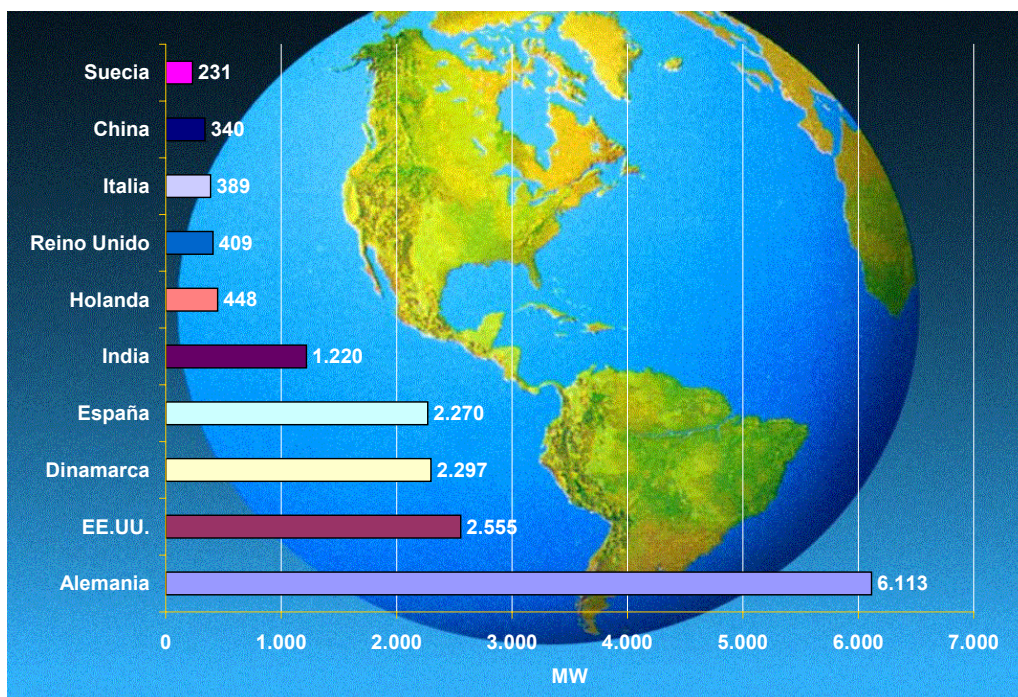 Suecia 231
China 340
Italia 389
Reino Unido 409
Holanda 448
India 1.220
España 2.270
Dinamarca 2.297
EE.UU. 2.555
Alemania 6.113
0 1.000 2.000 3.000 4.000 5.000 6.000 7.000
MW